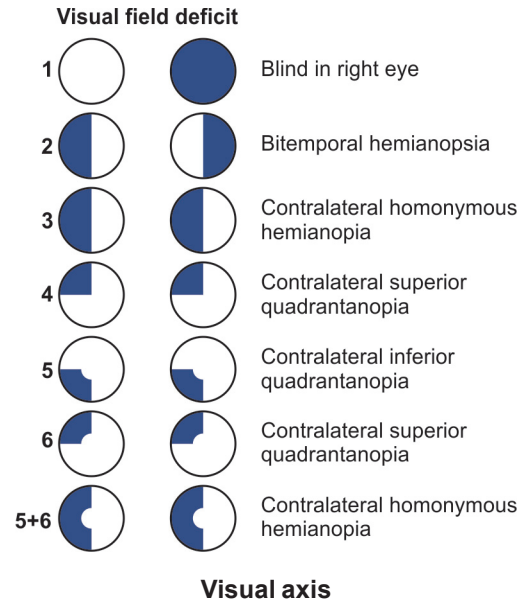 Visual field deficit
1 Blind in right eye
2 Bitemporal hemianopsia
3 Contralateral homonymous
hemianopia
4 Contralateral superior
quadrantanopia
5 Contralateral inferior
quadrantanopia
6 Contralateral superior
quadrantanopia
5+6 Contralateral homonymous
hemianopia
Visual axis